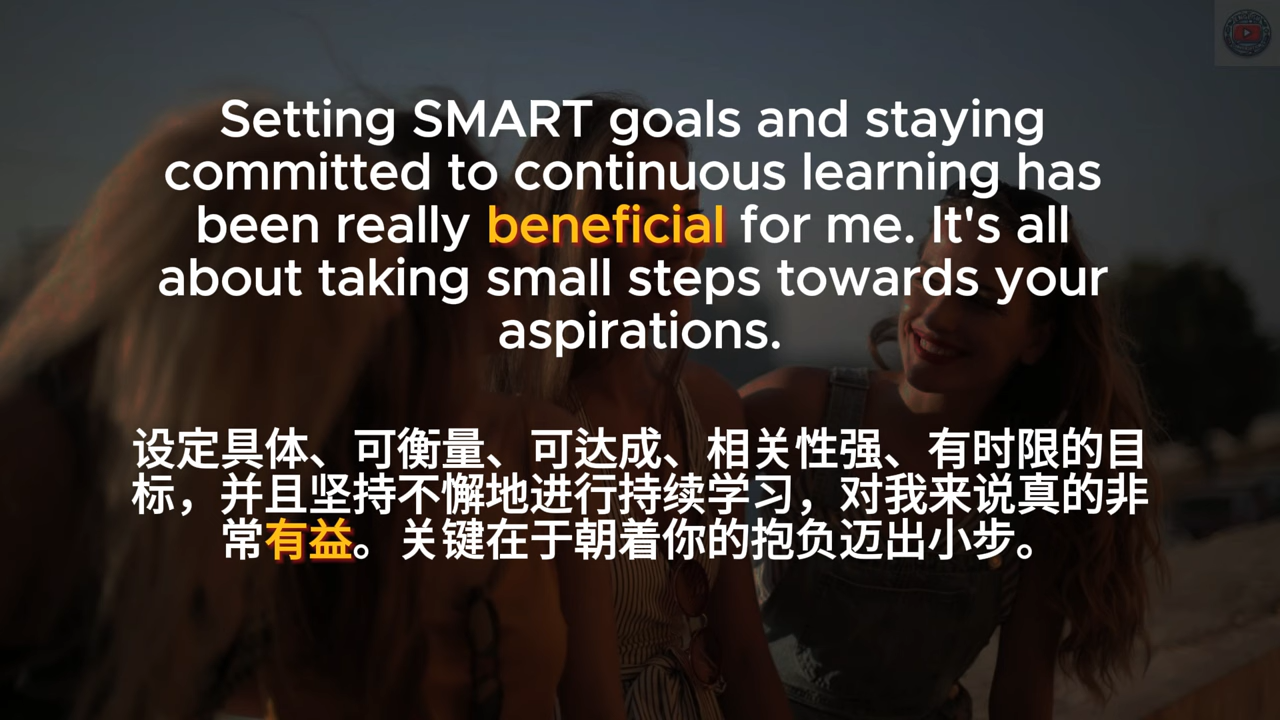 Setting SMART goals and staying
committed to continuous learning has
been really beneficial for me. It's all
about taking small steps towards your
aspirations.
设定具体、可衡量、可达成、相关性强、有时限的目
标，并且坚持不懈地进行持续学习，对我来说真的非
常有益。关键在于朝着你的抱负迈出小步。